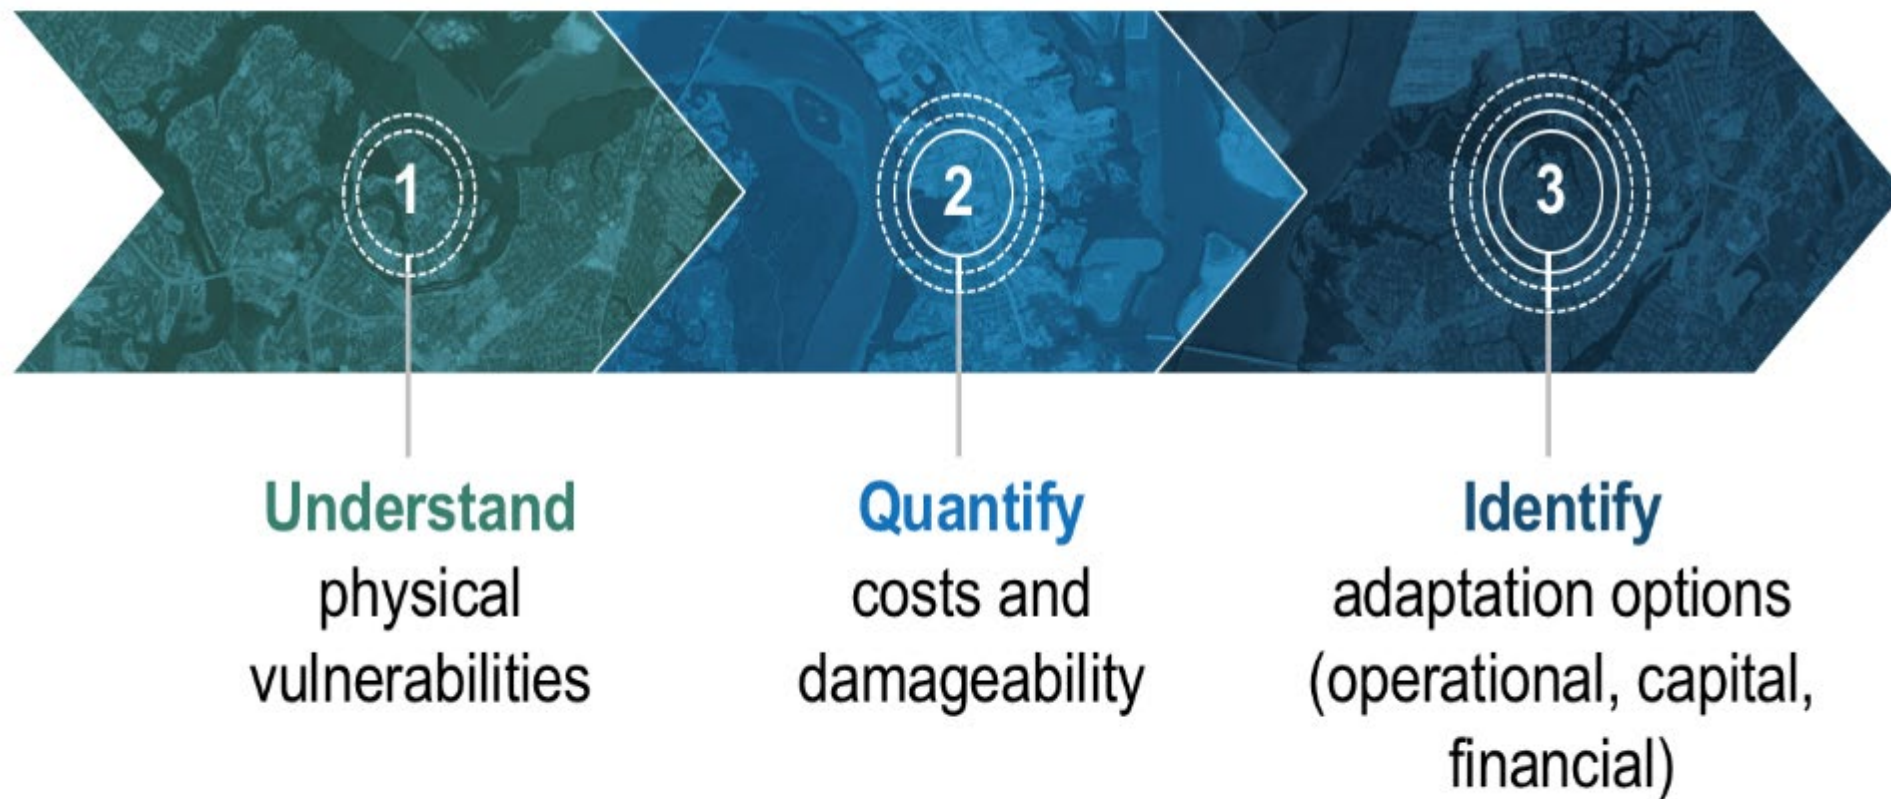 1
Understand
physical
vulnerabilities
2
Quantify
costs and
damageability
3
Identify
adaptation options
(operational, capital,
financial)